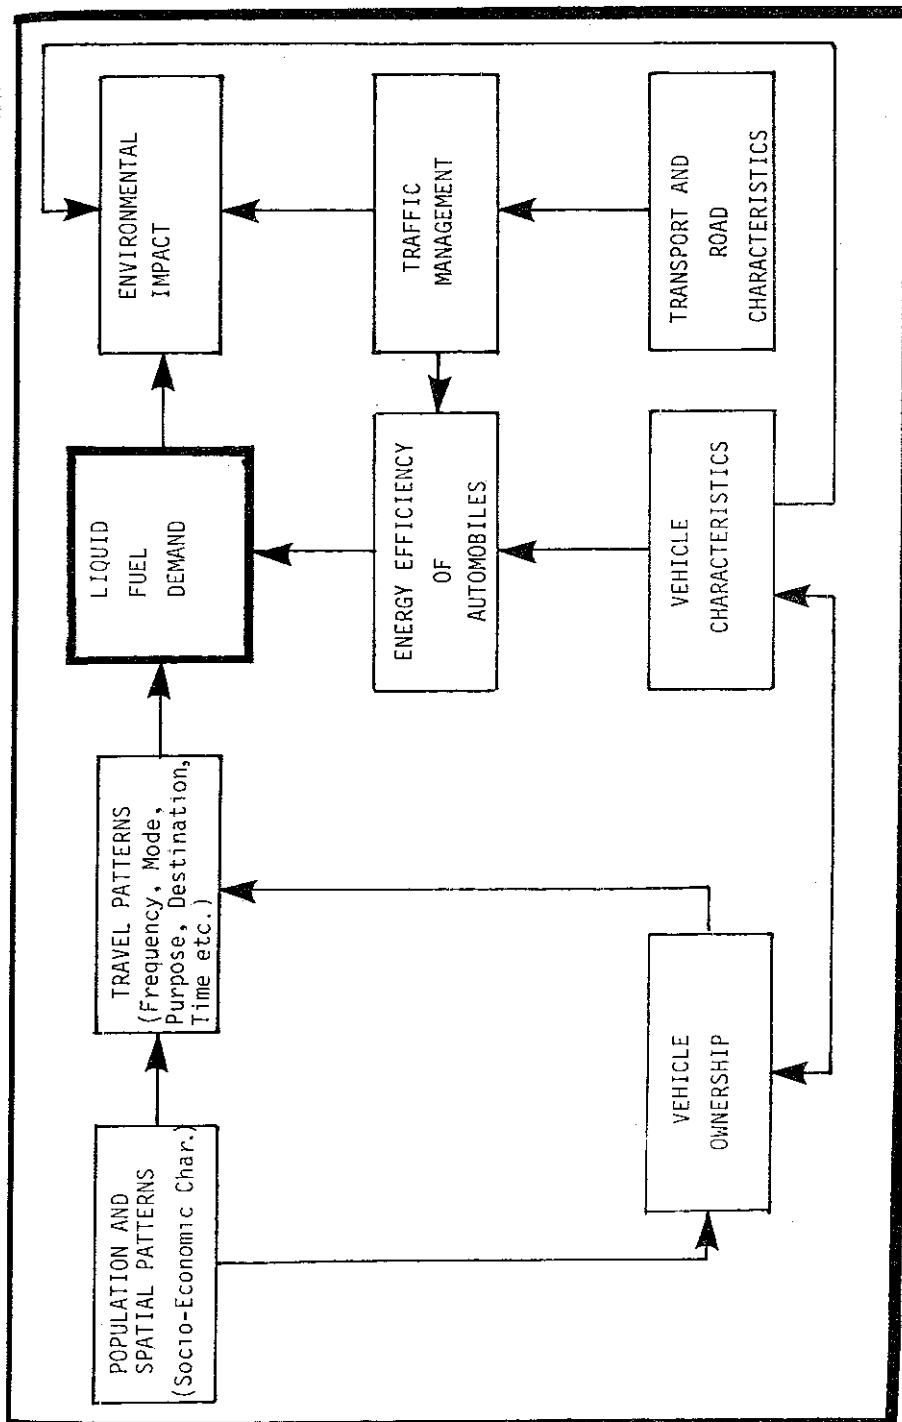 POPULATION AND
SPATIAL PATTERNS
(Socio-Economic Char.)
TRAVEL PATTERNS
(Frequency, Mode,
Purpose, Destination,
Time etc.)
LIQUID
FUEL
DEMAND
ENVIRONMENTAL
IMPACT
ENERGY EFFICIENCY
OF
AUTOMOBILES
TRAFFIC
MANAGEMENT
VEHICLE
OWNERSHIP
VEHICLE
CHARACTERISTICS
TRANSPORT AND
ROAD
CHARACTERISTICS